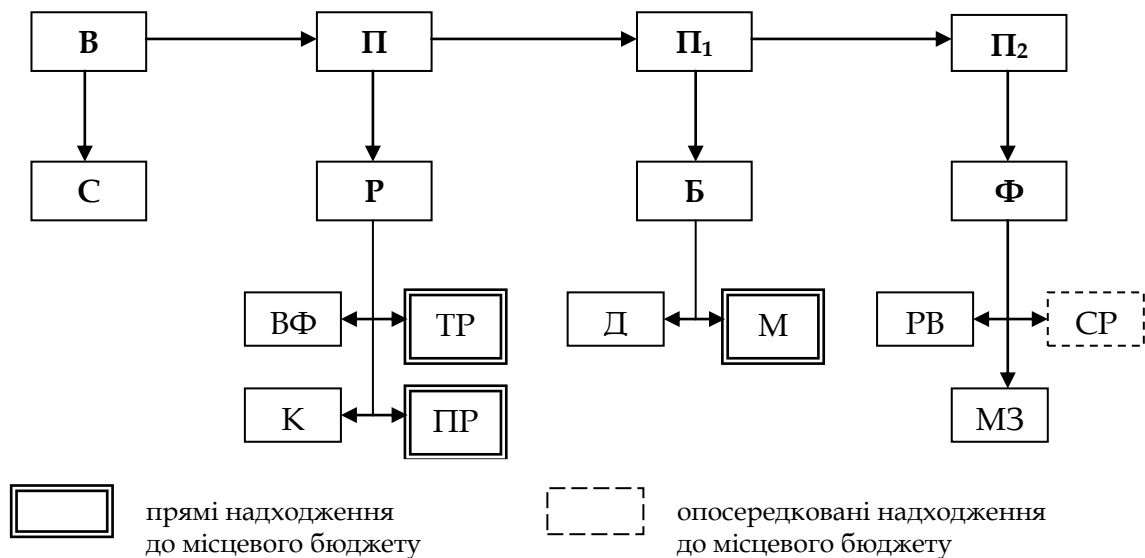 В П П₁ П₂
С Р Б Ф
ВФ ТР Д М РВ СР
К ПР МЗ
прямі надходження
до місцевого бюджету
опосередковані надходження
до місцевого бюджету